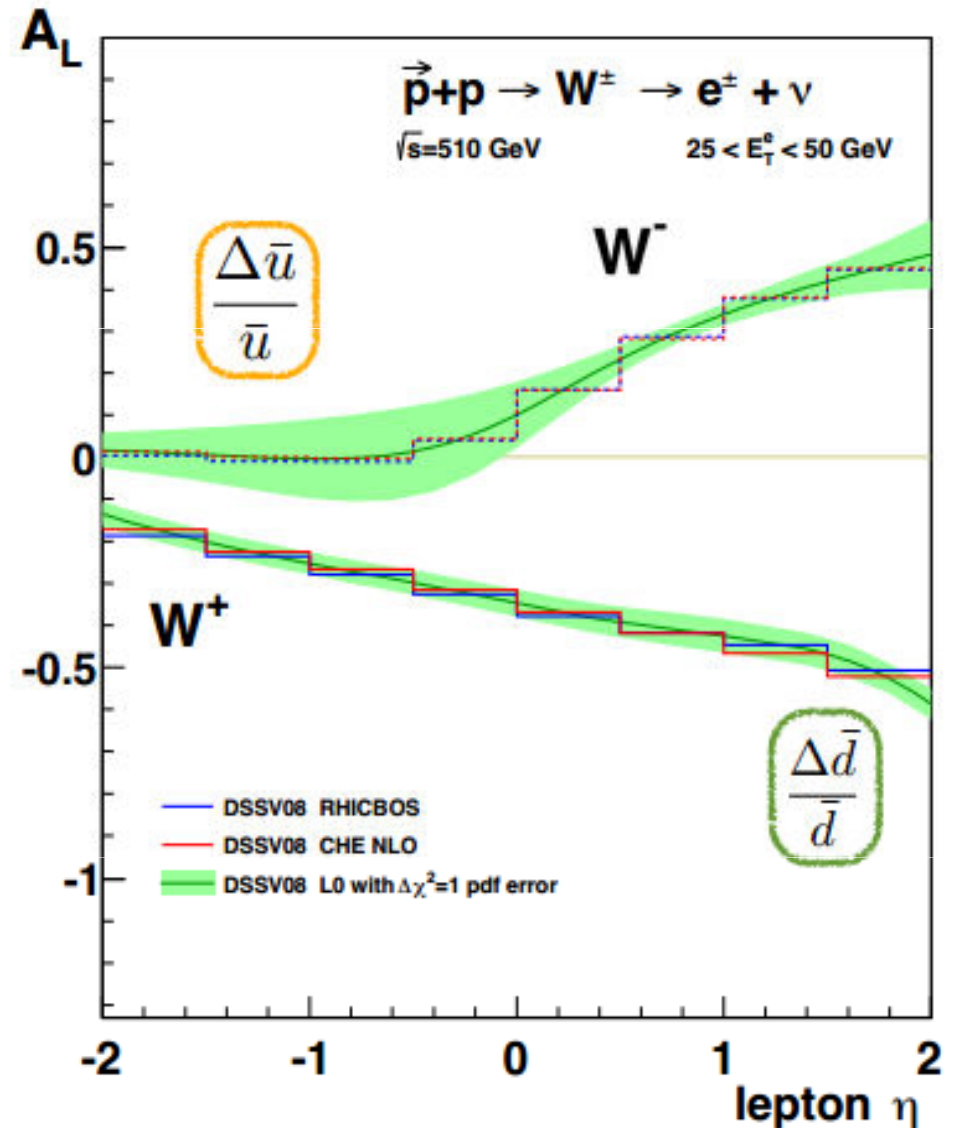 A_L
p⃗+p → W± → e± + ν
√s=510 GeV 25 < E_T^e < 50 GeV
W⁻
0.5
Δū
ū
0
W⁺
-0.5
Δd̄
d̄
DSSV08 RHICBOS
DSSV08 CHE NLO
DSSV08 L0 with Δχ²=1 pdf error
-1
-2 -1 0 1 2
lepton η